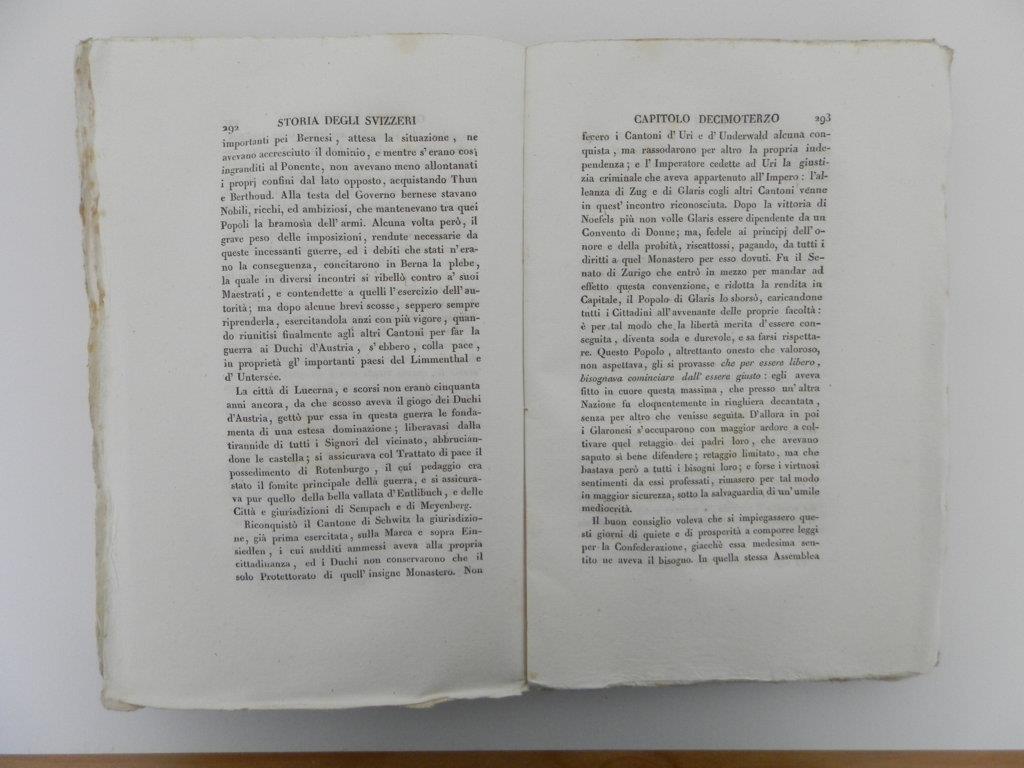 292 STORIA DEGLI SVIZZERI
importanti pei Bernesi, attesa la situazione, ne
avevano accresciuto il dominio, e mentre s'erano così
ingranditi al Ponente, non avevano meno allontanati
i proprj confini dal lato opposto, acquistando Thun
e Berthoud. Alla testa del Governo bernese stavano
Nobili, ricchi, ed ambiziosi, che mantenevano tra quei
Popoli la bramosìa dell'armi. Alcuna volta però, il
grave peso delle imposizioni, rendute necessarie da
queste incessanti guerre, ed i debiti che stati n'era-
no la conseguenza, concitarono in Berna la plebe,
la quale in diversi incontri si ribellò contro a' suoi
Maestrati, e contendette a quelli l'esercizio dell'au-
torità; ma dopo alcune brevi scosse, seppero sempre
riprenderla, esercitandola anzi con più vigore, quan-
do riunitisi finalmente agli altri Cantoni per far la
guerra ai Duchi d'Austria, s'ebbero, colla pace,
in proprietà gl'importanti paesi del Limmenthal e
d'Untersée.
La città di Lucerna, e scorsi non erano cinquanta
anni ancora, da che scosso aveva il giogo dei Duchi
d'Austria, gettò pur essa in questa guerra le fonda-
menta di una estesa dominazione; liberavasi dalla
tirannide di tutti i Signori del vicinato, abbrucian-
done le castella; si assicurava col Trattato di pace il
possedimento di Rotenburgo, il cui pedaggio era
stato il fomite principale della guerra, e si assicura-
va pur quello della bella vallata d'Entlibuch, e delle
Città e giurisdizioni di Sempach e di Meyenberg.
Riconquistò il Cantone di Schwitz la giurisdizio-
ne, già prima esercitata, sulla Marca e sopra Ein-
siedlen, i cui sudditi ammessi aveva alla propria
cittadinanza, ed i Duchi non conservarono che il
solo Protettorato di quell'insigne Monastero. Non
CAPITOLO DECIMOTERZO 293
fecero i Cantoni d'Uri e d'Underwald alcuna con-
quista, ma rassodarono per altro la propria inde-
pendenza; e l'Imperatore cedette ad Uri la giusti-
zia criminale che aveva appartenuto all'Impero: l'al-
leanza di Zug e di Glaris cogli altri Cantoni venne
in quest'incontro riconosciuta. Dopo la vittoria di
Noefels più non volle Glaris essere dipendente da un
Convento di Donne; ma, fedele ai principj dell'o-
nore e della probità, riscattossi, pagando, da tutti i
diritti a quel Monastero per esso dovuti. Fu il Se-
nato di Zurigo che entrò in mezzo per mandar ad
effetto questa convenzione, e ridotta la rendita in
Capitale, il Popolo di Glaris lo sborsò, caricandone
tutti i Cittadini all'avvenante delle proprie facoltà:
è per tal modo che la libertà merita d'essere con-
seguita, diventa soda e durevole, e sa farsi rispetta-
re. Questo Popolo, altrettanto onesto che valoroso,
non aspettava, gli si provasse che per essere libero,
bisognava cominciare dall'essere giusto: egli aveva
fitto in cuore questa massima, che presso un'altra
Nazione fu eloquentemente in ringhiera decantata,
senza per altro che venisse seguita. D'allora in poi
i Glaronesi s'occuparono con maggior ardore a col-
tivare quel retaggio dei padri loro, che avevano
saputo sì bene difendere; retaggio limitato, ma che
bastava però a tutti i bisogni loro; e forse i virtuosi
sentimenti da essi professati, rimasero per tal modo
in maggior sicurezza, sotto la salvaguardia di un'umile
mediocrità.
Il buon consiglio voleva che si impiegassero que-
sti giorni di quiete e di prosperità a comporre leggi
per la Confederazione, giacchè essa medesima sen-
tito ne aveva il bisogno. In quella stessa Assemblea